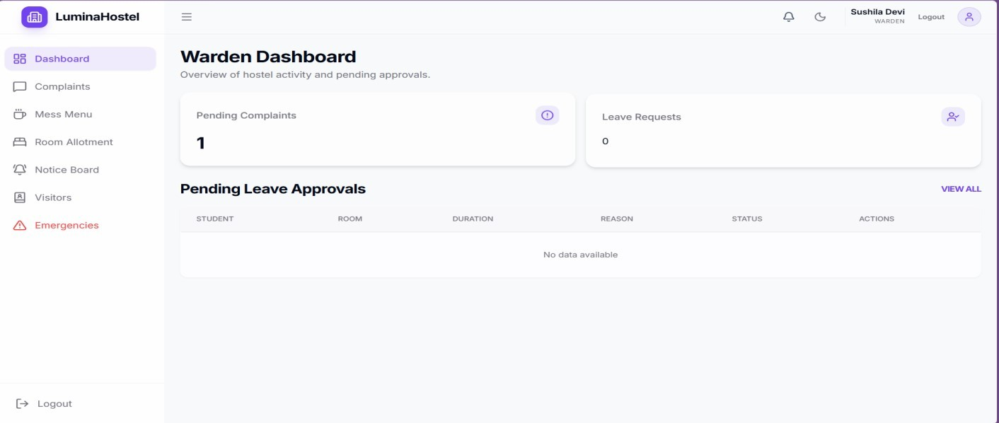 LuminaHostel
Sushila Devi
WARDEN
Logout
Dashboard
Complaints
Mess Menu
Room Allotment
Notice Board
Visitors
Emergencies
Logout
Warden Dashboard
Overview of hostel activity and pending approvals.
Pending Complaints
1
Leave Requests
0
Pending Leave Approvals
VIEW ALL
STUDENT ROOM DURATION REASON STATUS ACTIONS
No data available